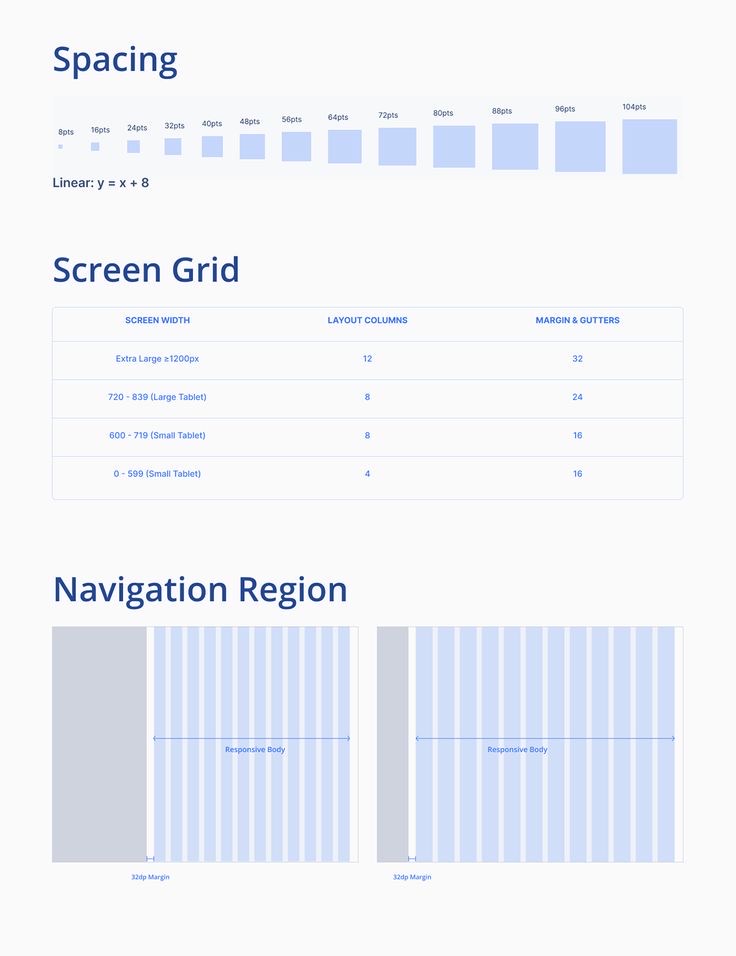 Spacing
8pts 16pts 24pts 32pts 40pts 48pts 56pts 64pts 72pts 80pts 88pts 96pts 104pts
Linear: y = x + 8
Screen Grid
SCREEN WIDTH LAYOUT COLUMNS MARGIN & GUTTERS
Extra Large ≥1200px 12 32
720 - 839 (Large Tablet) 8 24
600 - 719 (Small Tablet) 8 16
0 - 599 (Small Tablet) 4 16
Navigation Region
Responsive Body Responsive Body
32dp Margin 32dp Margin